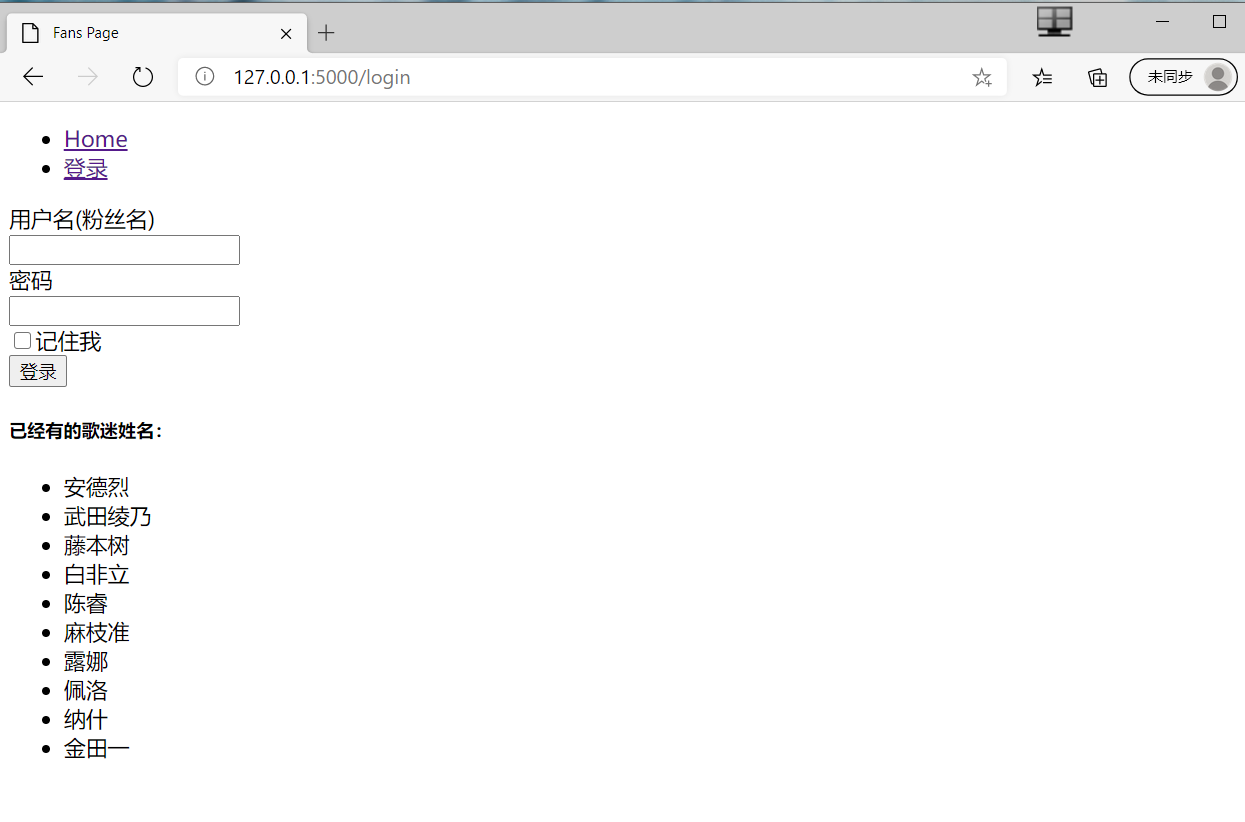 Fans Page
127.0.0.1:5000/login
未同步
Home
登录
用户名(粉丝名)
密码
记住我
登录
已经有的歌迷姓名：
安德烈
武田绫乃
藤本树
白非立
陈睿
麻枝准
露娜
佩洛
纳什
金田一